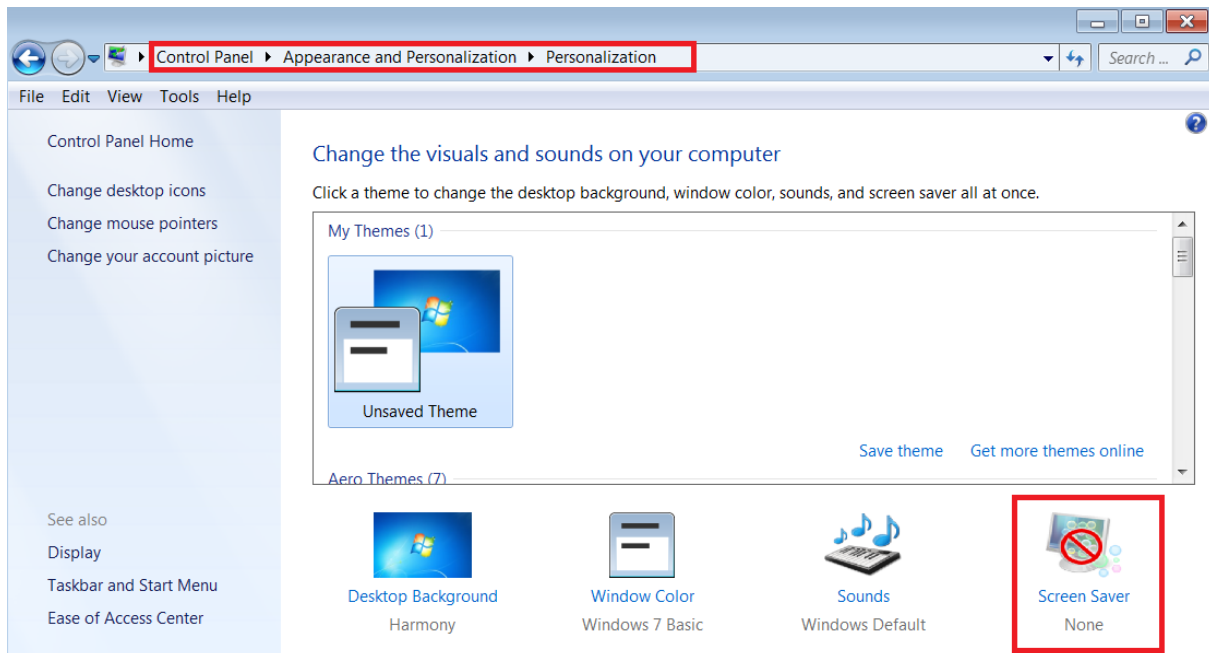 Control Panel Appearance and Personalization Personalization
Search ...
File Edit View Tools Help
Control Panel Home
Change desktop icons
Change mouse pointers
Change your account picture
See also
Display
Taskbar and Start Menu
Ease of Access Center
Change the visuals and sounds on your computer
Click a theme to change the desktop background, window color, sounds, and screen saver all at once.
My Themes (1)
Unsaved Theme
Save theme Get more themes online
Aero Themes (7)
Desktop Background
Harmony
Window Color
Windows 7 Basic
Sounds
Windows Default
Screen Saver
None